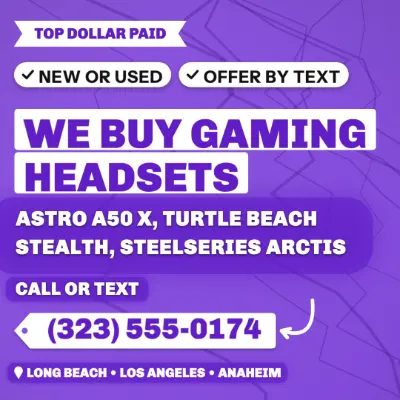 TOP DOLLAR PAID
NEW OR USED
OFFER BY TEXT
WE BUY GAMING
HEADSETS
ASTRO A50 X, TURTLE BEACH
STEALTH, STEELSERIES ARCTIS
CALL OR TEXT
(323) 555-0174
LONG BEACH • LOS ANGELES • ANAHEIM